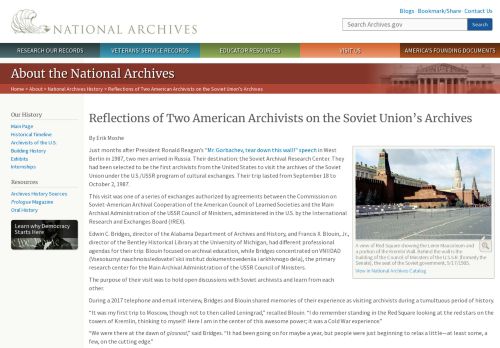 NATIONAL ARCHIVES
Blogs · Bookmark/Share · Contact Us
Search Archives.gov
Search
RESEARCH OUR RECORDS
VETERANS' SERVICE RECORDS
EDUCATOR RESOURCES
VISIT US
AMERICA'S FOUNDING DOCUMENTS
About the National Archives
Home > About > National Archives History > Reflections of Two American Archivists on the Soviet Union's Archives
Our History
Main Page
Historical Timeline
Archivists of the U.S.
Building History
Exhibits
Internships
Resources
Archives History Sources
Prologue Magazine
Oral History
Learn why Democracy
Starts Here
Reflections of Two American Archivists on the Soviet Union's Archives
By Erik Moshe
Just months after President Ronald Reagan's "Mr. Gorbachev, tear down this wall!" speech in West
Berlin in 1987, two men arrived in Russia. Their destination: the Soviet Archival Research Center. They
had been selected to be the first archivists from the United States to visit the archives of the Soviet
Union under the U.S./USSR program of cultural exchanges. Their trip lasted from September 18 to
October 2, 1987.
This visit was one of a series of exchanges authorized by agreements between the Commission on
Soviet-American Archival Cooperation of the American Council of Learned Societies and the Main
Archival Administration of the USSR Council of Ministers, administered in the U.S. by the International
Research and Exchanges Board (IREX).
Edwin C. Bridges, director of the Alabama Department of Archives and History, and Francis X. Blouin, Jr.,
director of the Bentley Historical Library at the University of Michigan, had different professional
agendas for their trip: Blouin focused on archival education, while Bridges concentrated on VNIIDAD
(Vsesoiuznyi nauchnoissledovatel'skii institut dokumentovedeniia i arkhivnogo dela), the primary
research center for the Main Archival Administration of the USSR Council of Ministers.
The purpose of their visit was to hold open discussions with Soviet archivists and learn from each
other.
During a 2017 telephone and email interview, Bridges and Blouin shared memories of their experience as visiting archivists during a tumultuous period of history.
"It was my first trip to Moscow, though not to then called Leningrad," recalled Blouin. "I do remember standing in the Red Square looking at the red stars on the
towers of Kremlin, thinking to myself: Here I am in the center of this awesome power; it was a Cold War experience."
"We were there at the dawn of glasnost," said Bridges. "It had been going on for maybe a year, but people were just beginning to relax a little—at least some, a
few, on the cutting edge."
A view of Red Square showing the Lenin Mausoleum and
a portion of the Kremlin Wall. Behind the wall is the
building of the Council of Ministers of the U.S.S.R (formerly the
Senate), the seat of the Soviet government, 5/17/1985.
View in National Archives Catalog